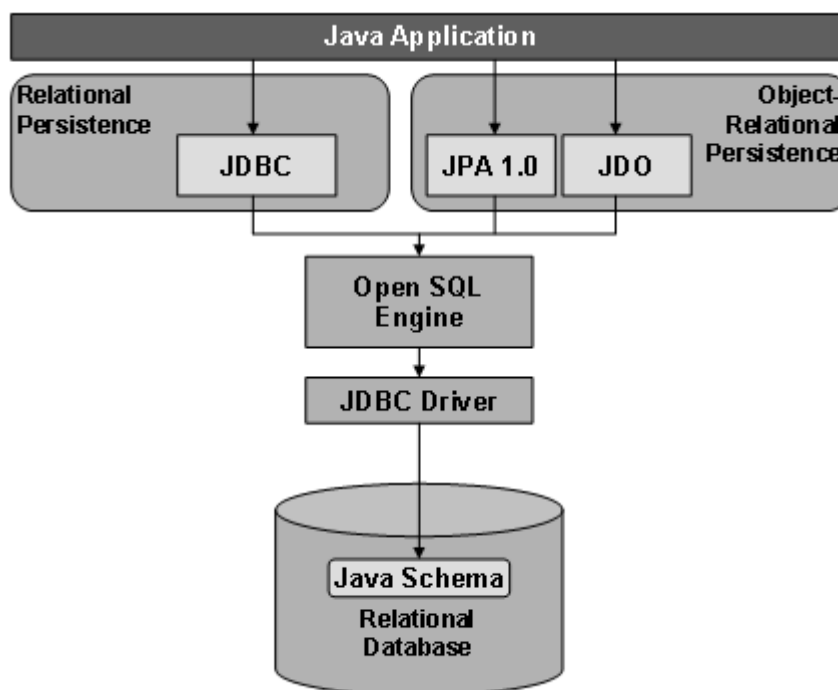 Java Application
Relational
Persistence
JDBC
JPA 1.0
JDO
Object-
Relational
Persistence
Open SQL
Engine
JDBC Driver
Java Schema
Relational
Database